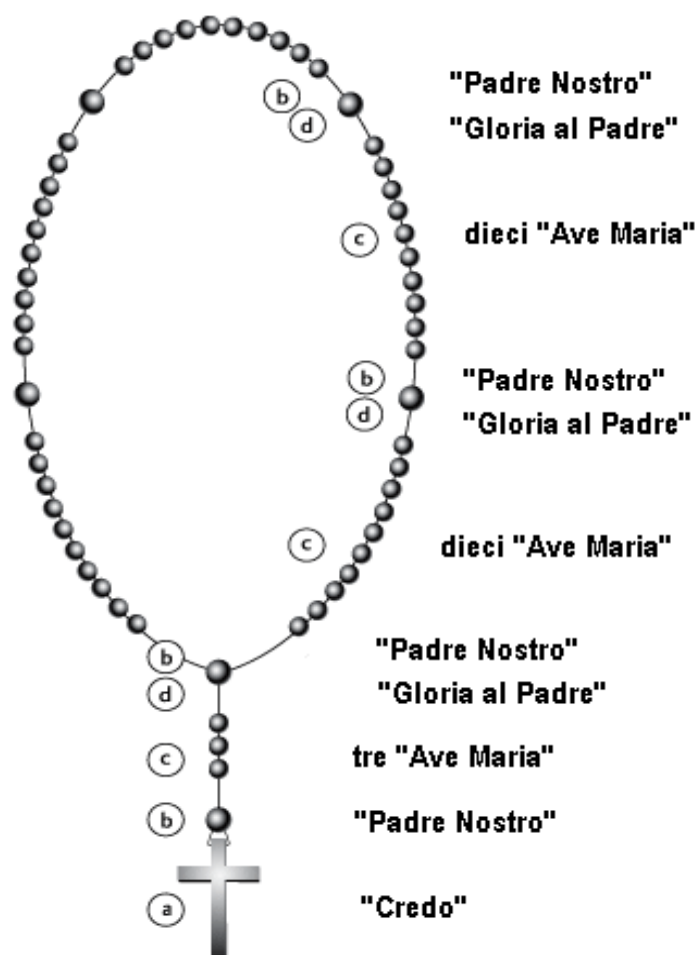 b "Padre Nostro"
d "Gloria al Padre"
c dieci "Ave Maria"
b "Padre Nostro"
d "Gloria al Padre"
c dieci "Ave Maria"
b "Padre Nostro"
d "Gloria al Padre"
c tre "Ave Maria"
b "Padre Nostro"
a "Credo"